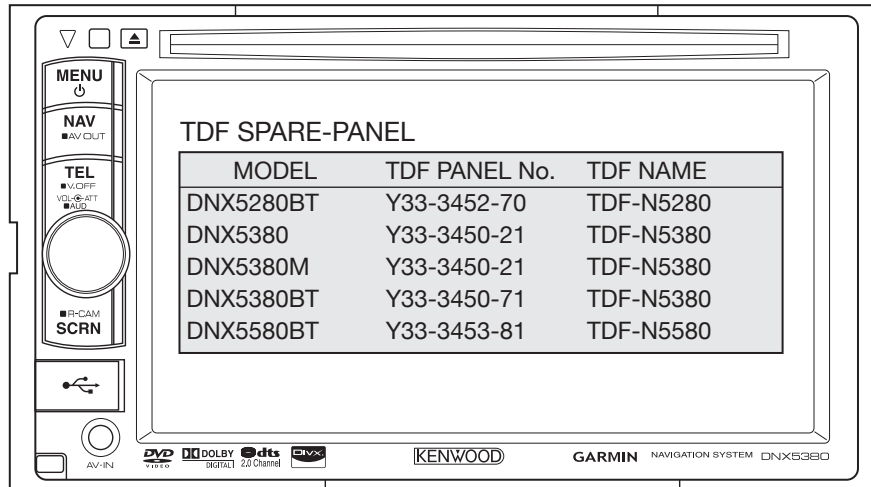 MENU
NAV
■AV OUT
TEL
■V.OFF
VOL-ATT
■AUD
■R-CAM
SCRN
AV-IN
TDF SPARE-PANEL
MODEL TDF PANEL No. TDF NAME
DNX5280BT Y33-3452-70 TDF-N5280
DNX5380 Y33-3450-21 TDF-N5380
DNX5380M Y33-3450-21 TDF-N5380
DNX5380BT Y33-3450-71 TDF-N5380
DNX5580BT Y33-3453-81 TDF-N5580
DVD VIDEO
DOLBY DIGITAL
dts 2.0 Channel
DIVX
KENWOOD
GARMIN NAVIGATION SYSTEM DNX5380